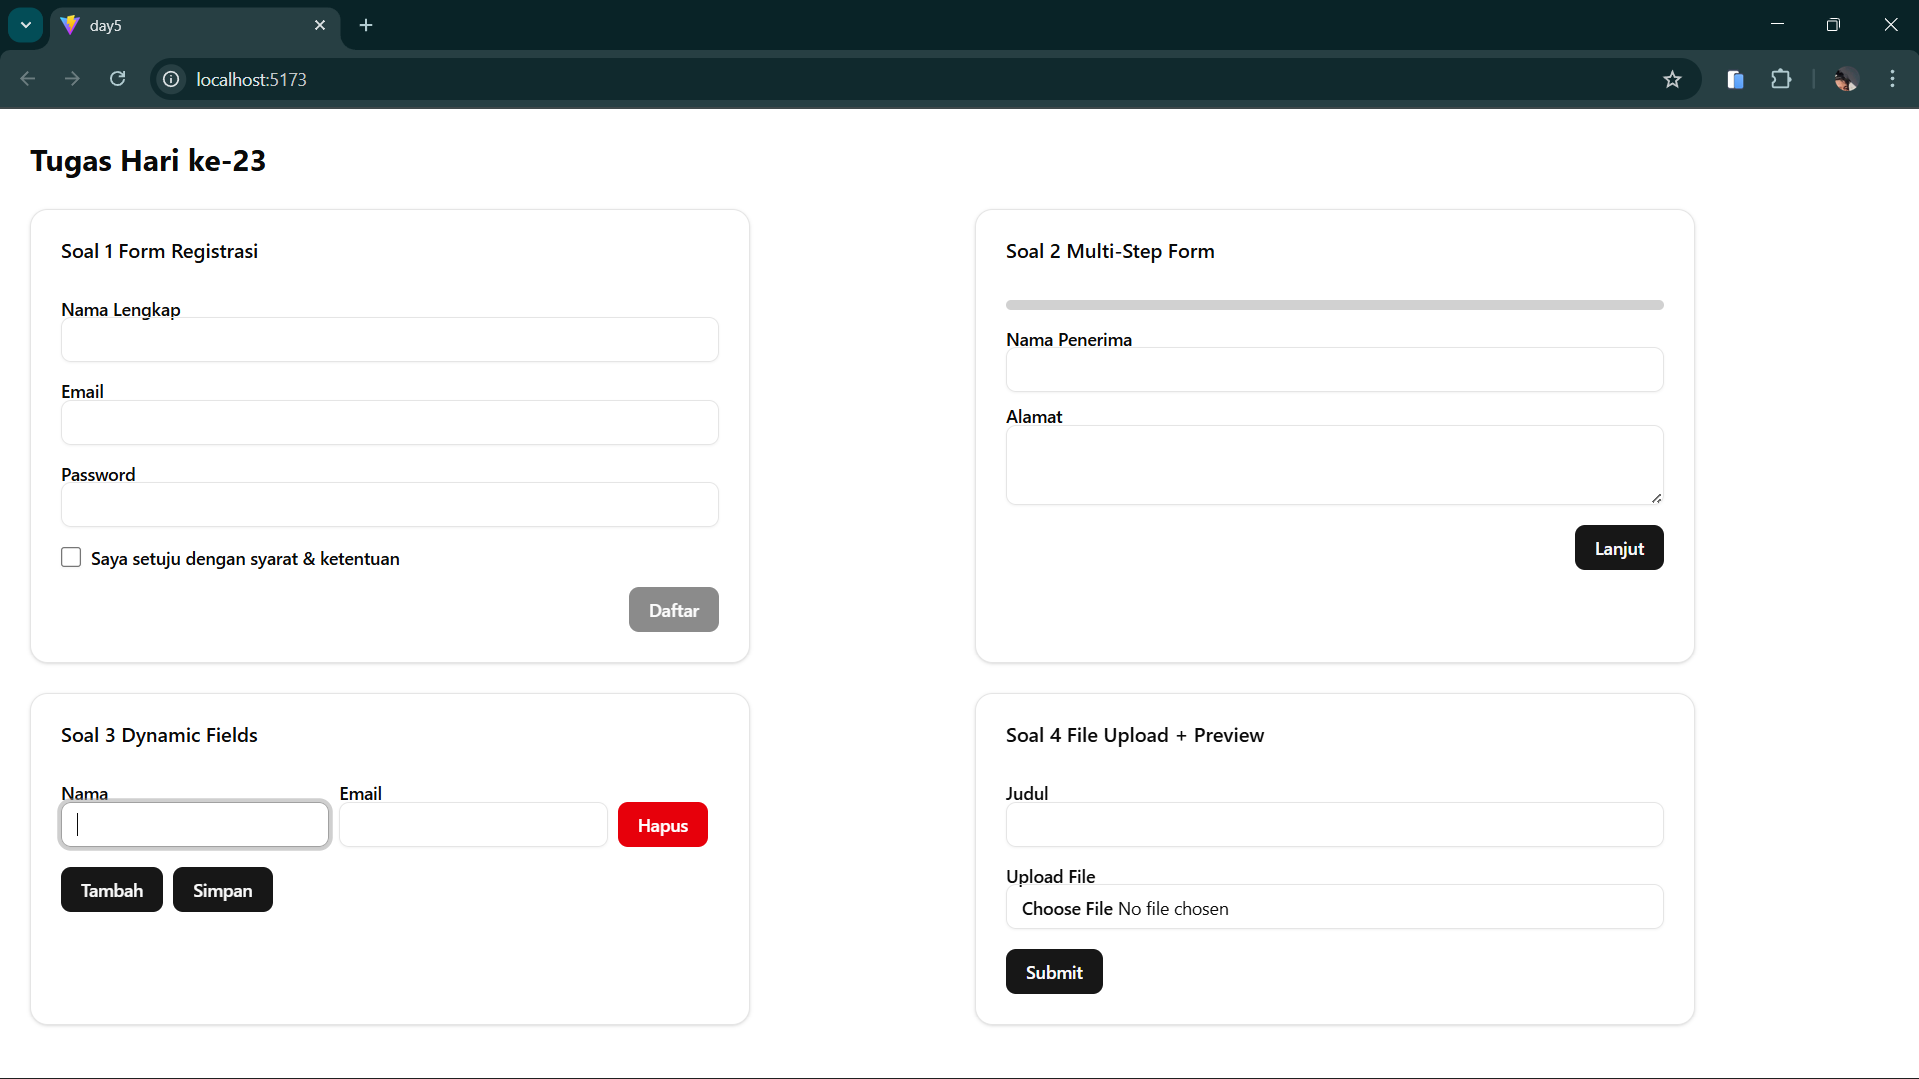 day5
localhost:5173
Tugas Hari ke-23
Soal 1 Form Registrasi
Nama Lengkap
Email
Password
Saya setuju dengan syarat & ketentuan
Daftar
Soal 2 Multi-Step Form
Nama Penerima
Alamat
Lanjut
Soal 3 Dynamic Fields
Nama
Email
Hapus
Tambah
Simpan
Soal 4 File Upload + Preview
Judul
Upload File
Choose File No file chosen
Submit